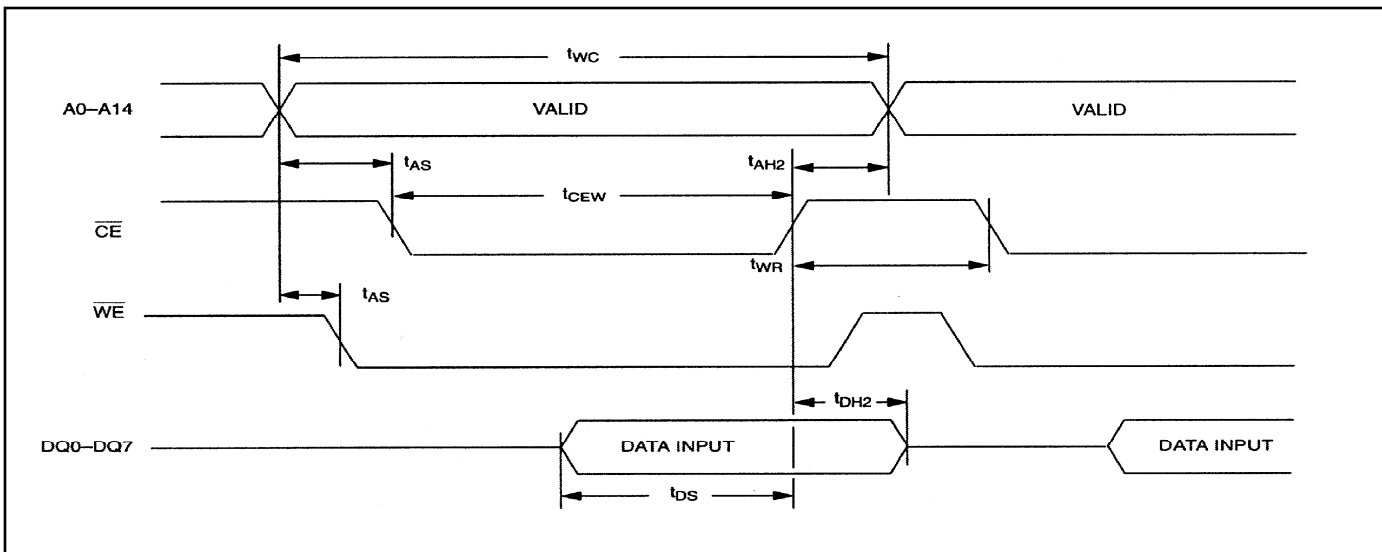 tWC
A0–A14 VALID VALID
tAS tAH2
tCEW
CE
tWR
tAS
WE
tDH2
DQ0–DQ7 DATA INPUT DATA INPUT
tDS